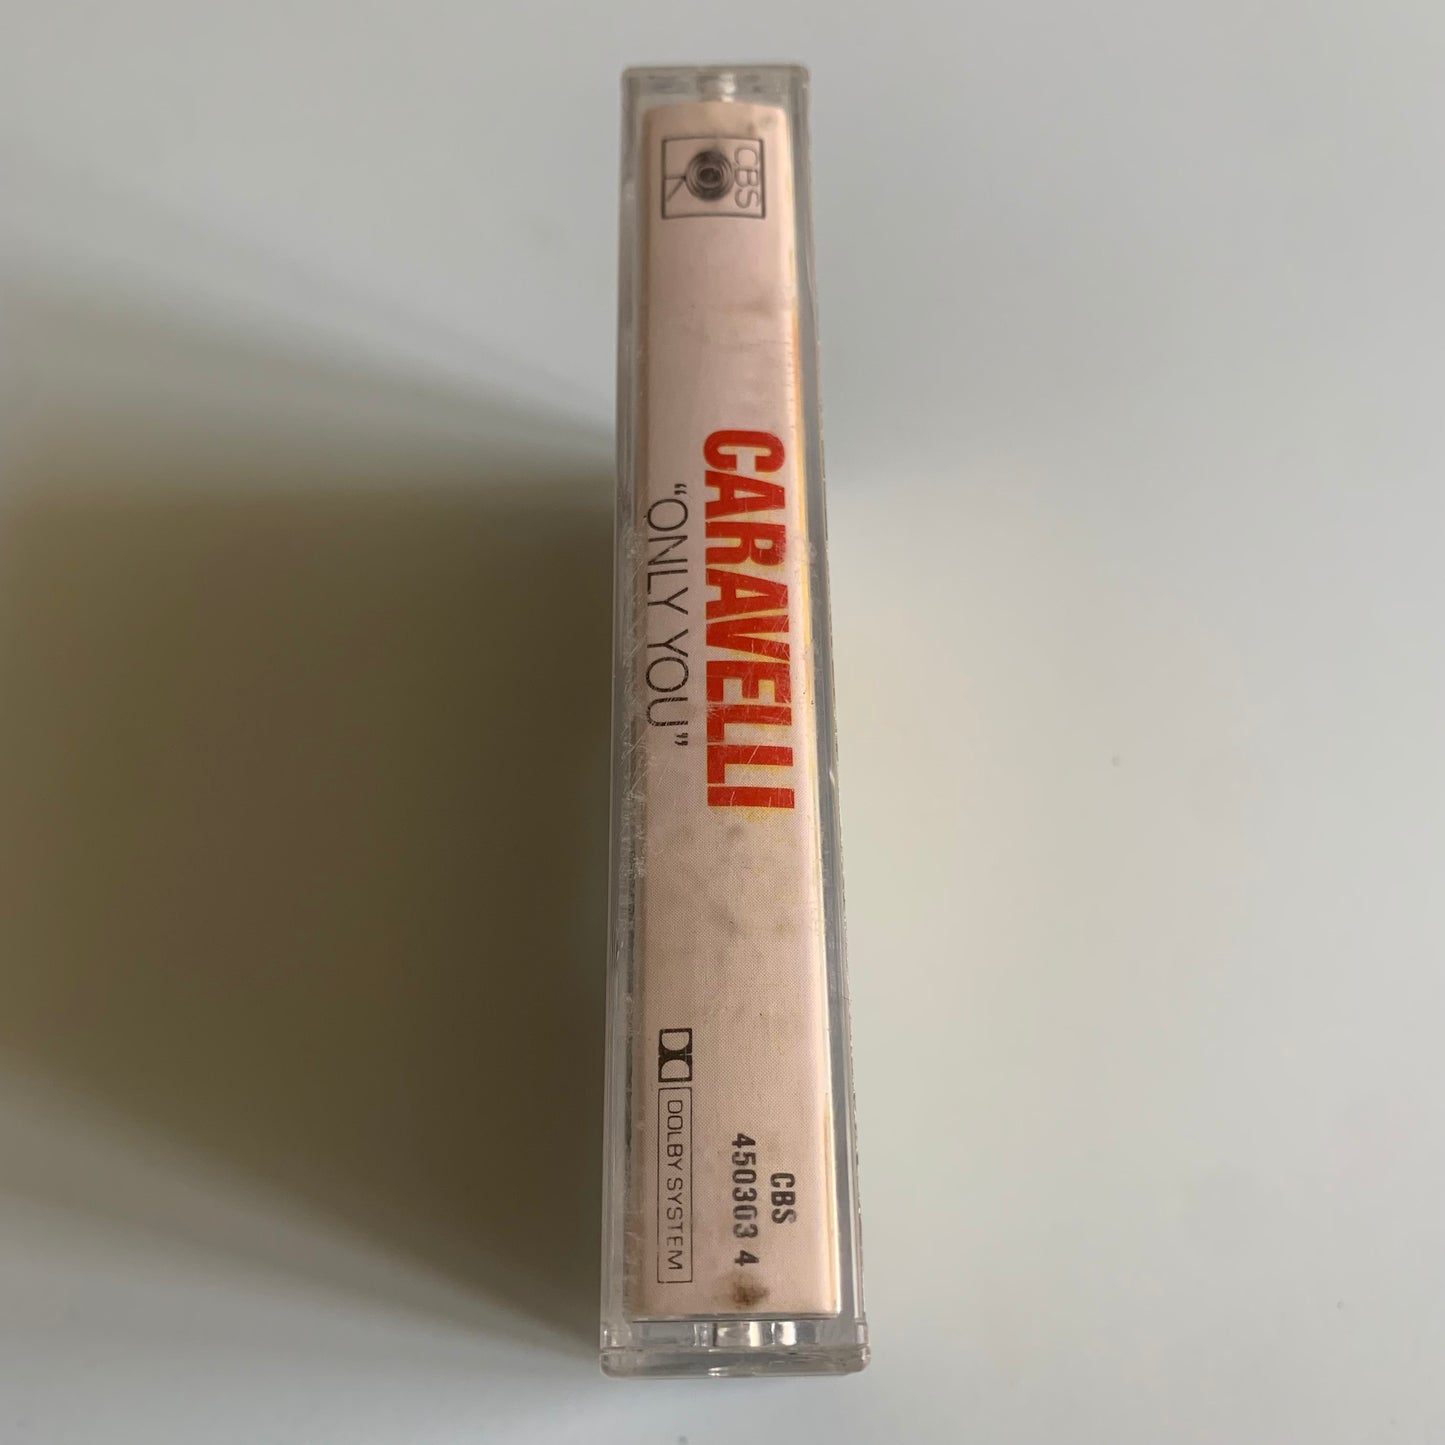 CBS
CARAVELLI
“ONLY YOU”
CBS
450303 4
DOLBY SYSTEM